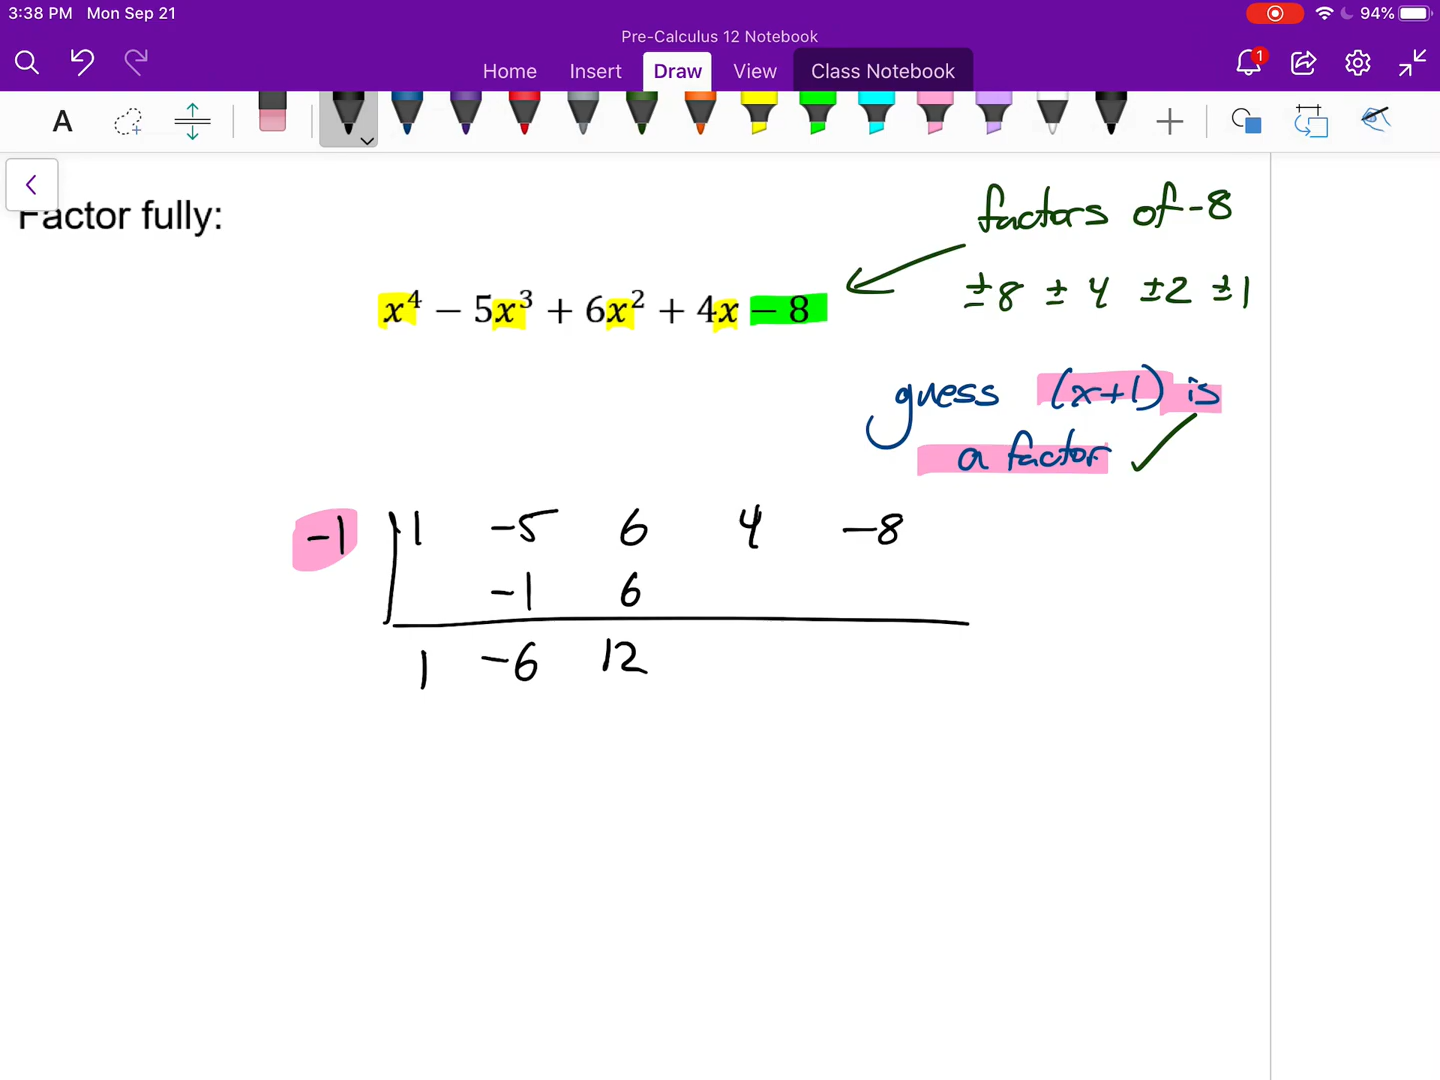 3:38 PM Mon Sep 21
94%
Pre-Calculus 12 Notebook
1
Home Insert Draw View Class Notebook
A
Factor fully:
factors of -8
x⁴ − 5x³ + 6x² + 4x − 8
±8 ±4 ±2 ±1
guess (x+1) is
a factor ✓
-1 1 -5 6 4 -8
-1 6
1 -6 12